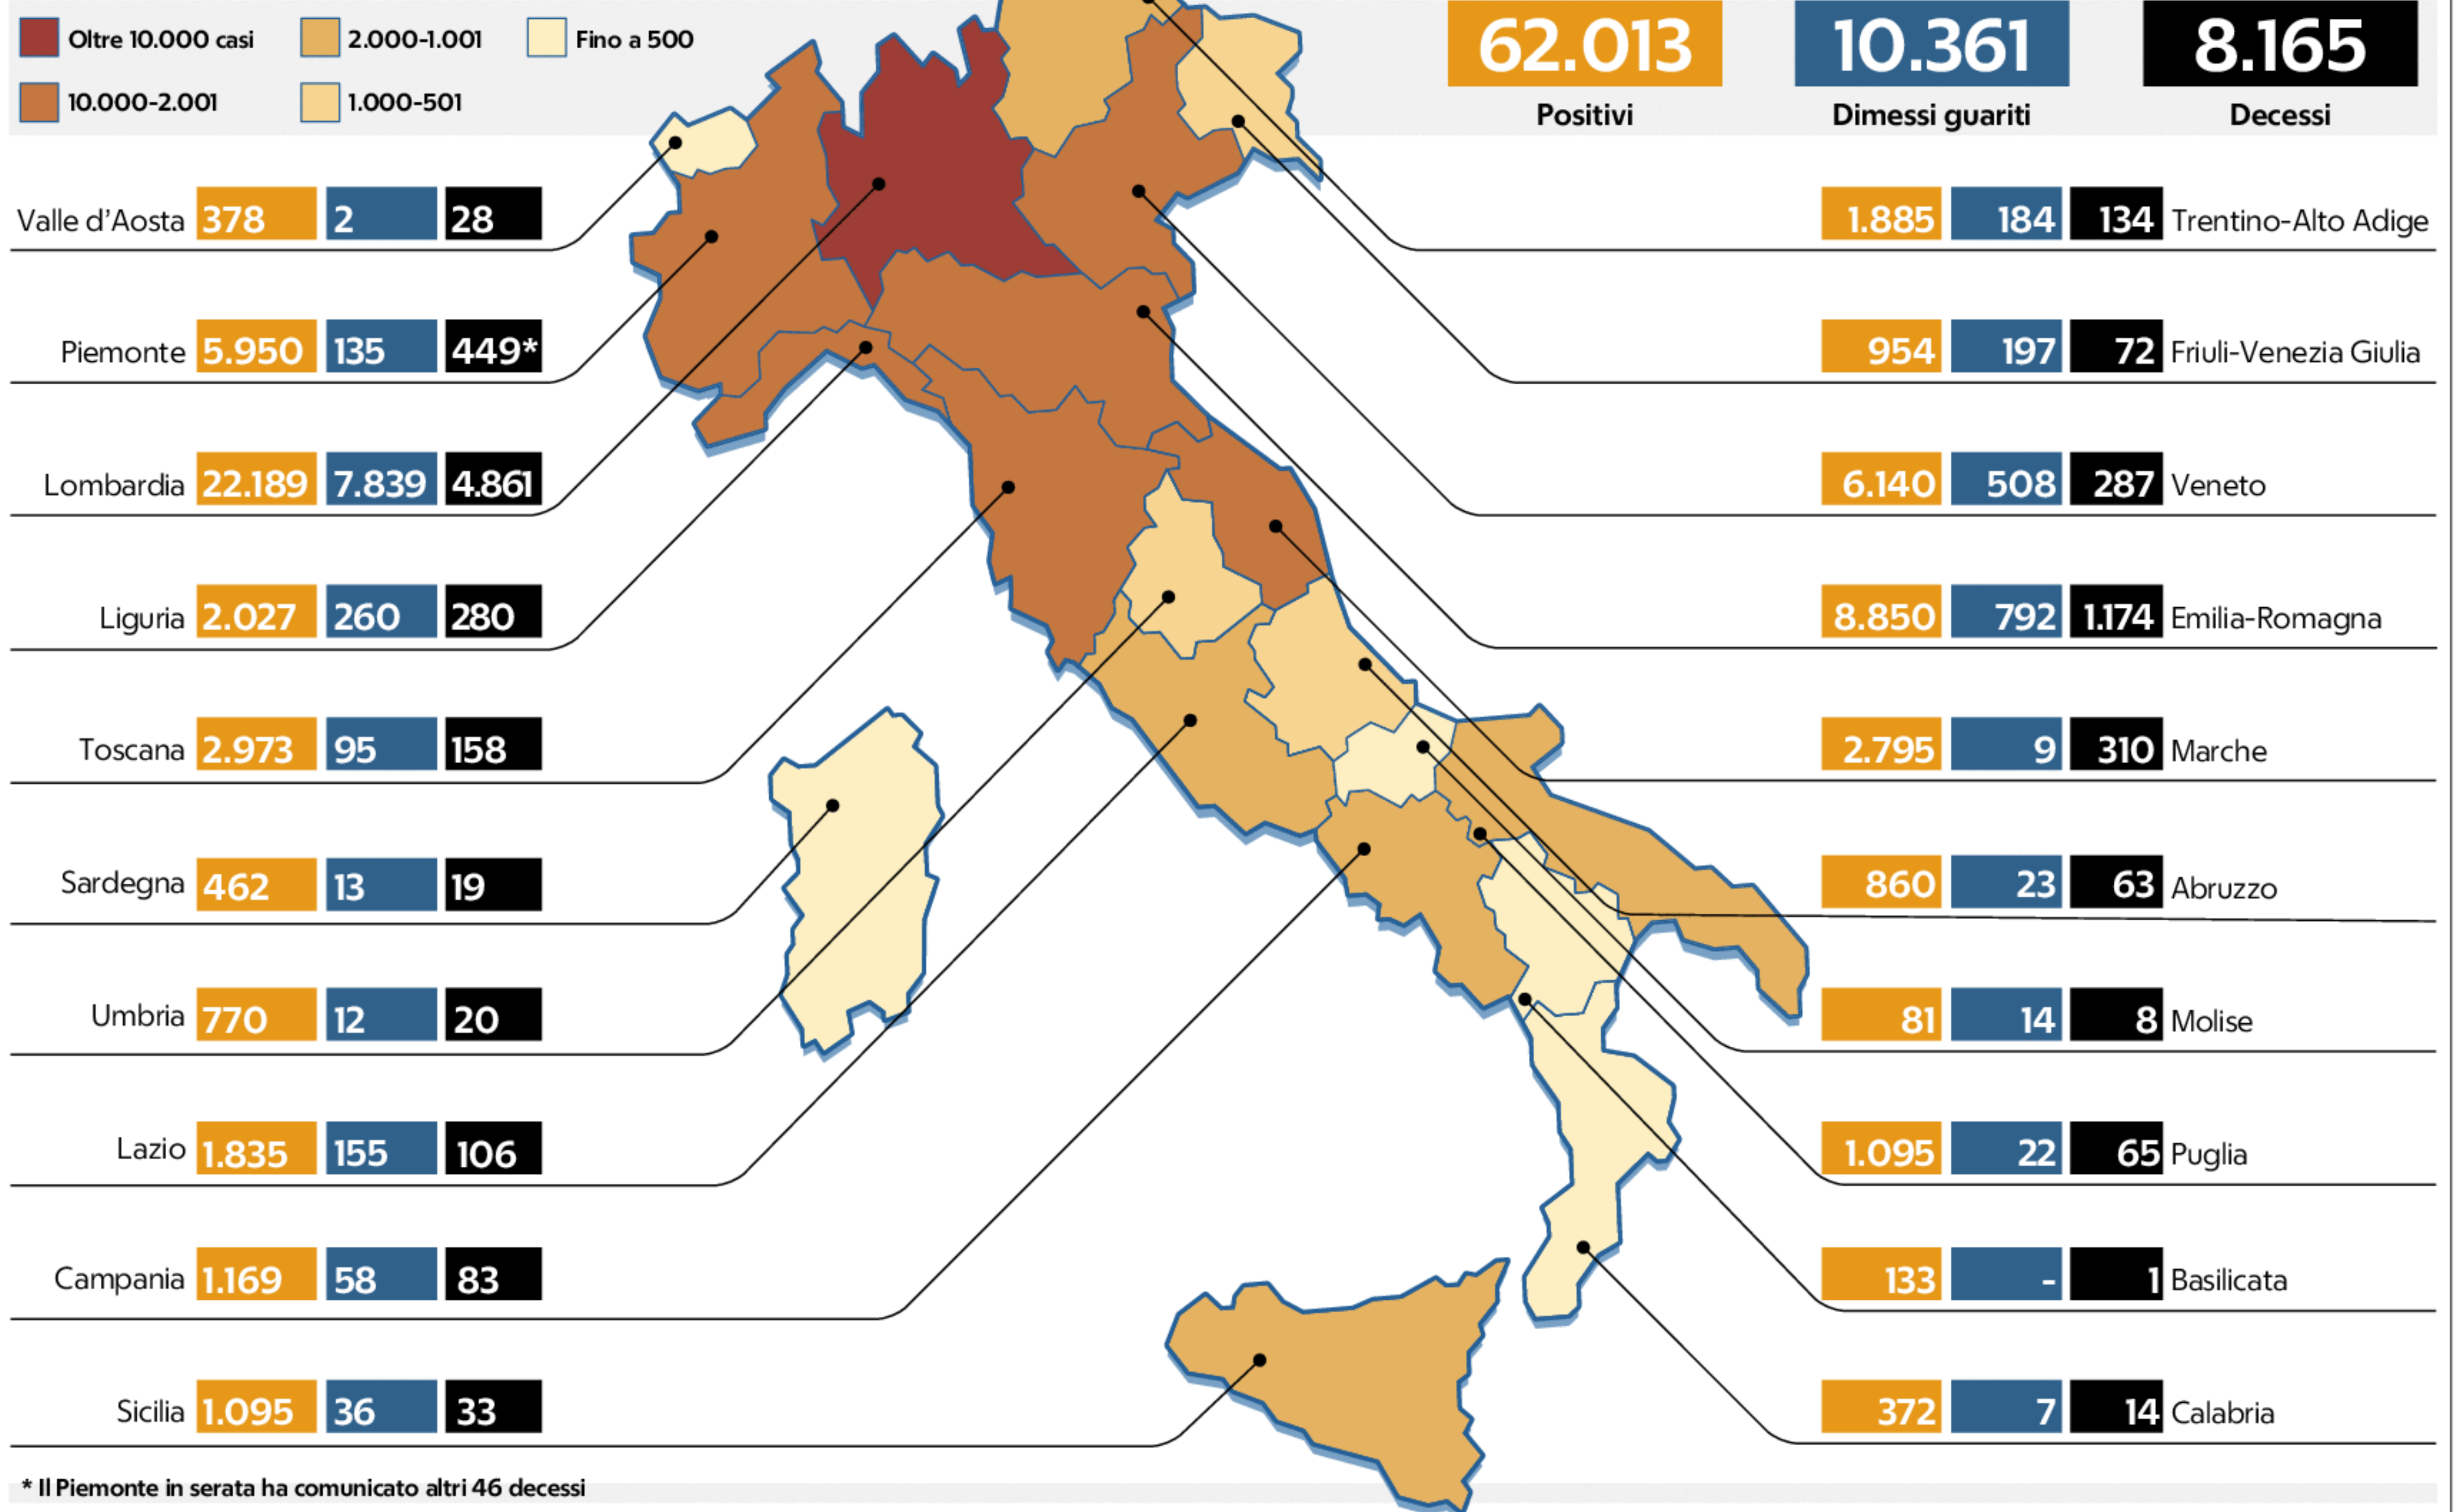 Oltre 10.000 casi
10.000-2.001
2.000-1.001
1.000-501
Fino a 500
62.013
Positivi
10.361
Dimessi guariti
8.165
Decessi
Valle d’Aosta 378 2 28
Piemonte 5.950 135 449*
Lombardia 22.189 7.839 4.861
Liguria 2.027 260 280
Toscana 2.973 95 158
Sardegna 462 13 19
Umbria 770 12 20
Lazio 1.835 155 106
Campania 1.169 58 83
Sicilia 1.095 36 33
1.885 184 134 Trentino-Alto Adige
954 197 72 Friuli-Venezia Giulia
6.140 508 287 Veneto
8.850 792 1.174 Emilia-Romagna
2.795 9 310 Marche
860 23 63 Abruzzo
81 14 8 Molise
1.095 22 65 Puglia
133 - 1 Basilicata
372 7 14 Calabria
* Il Piemonte in serata ha comunicato altri 46 decessi